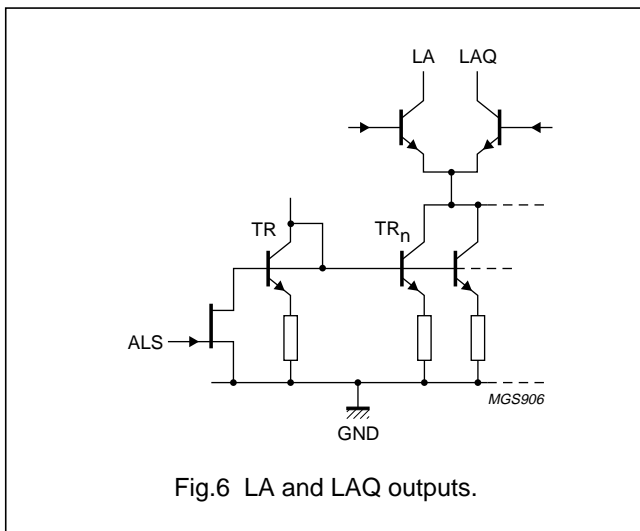 LA LAQ
TR TRn
ALS
MGS906
GND
Fig.6 LA and LAQ outputs.